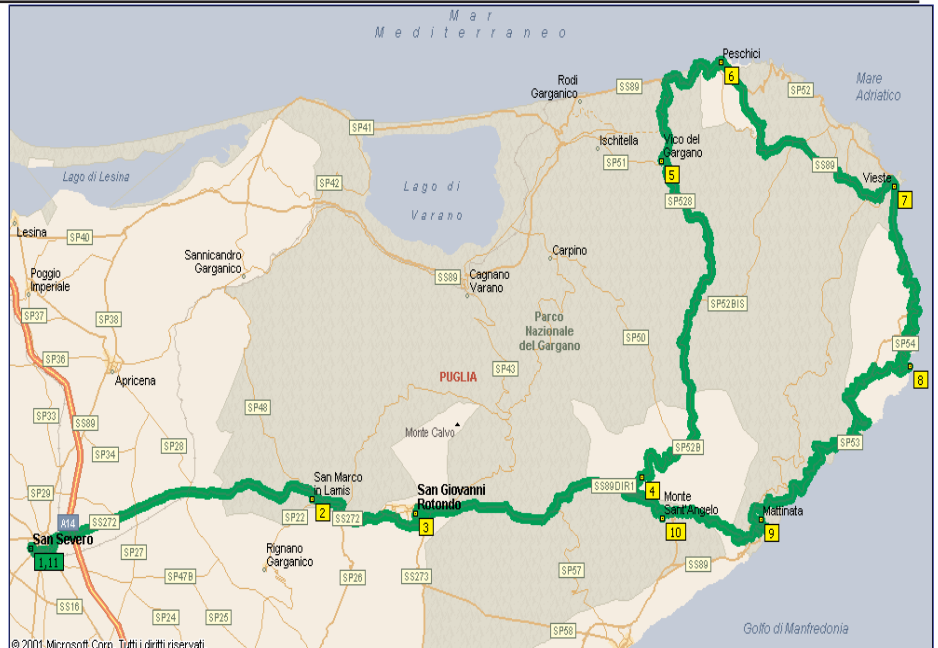 Mar
Mediterraneo
Peschici
6
Mare
Adriatico
Rodi
Garganico
SS89
SP52
SP41
Ischitella
Vico del
Gargano
SP51
5
SS89
Vieste
7
Lago di Lesina
SP42
Lago di
Varano
SP528
Lesina
SP40
Sannicandro
Garganico
Carpino
SS89
Cagnano
Varano
Poggio
Imperiale
SP52BIS
SP37
SP38
Parco
Nazionale
del Gargano
SP50
SP54
SP36
SP43
8
Apricena
PUGLIA
SP48
SP33
SS89
Monte Calvo
SP28
SP34
SP52B
SP53
San Marco
in Lamis
SP29
San Giovanni
Rotondo
SS89DIR1
4
Monte
Sant'Angelo
Mattinata
A14
SS272
SP22
2
SS272
3
10
9
San Severo
1,11
SP27
Rignano
Garganico
SP47B
SP26
SS273
SP57
SS89
SS16
SP24
SP25
SP58
Golfo di Manfredonia
© 2001 Microsoft Corp. Tutti i diritti riservati.